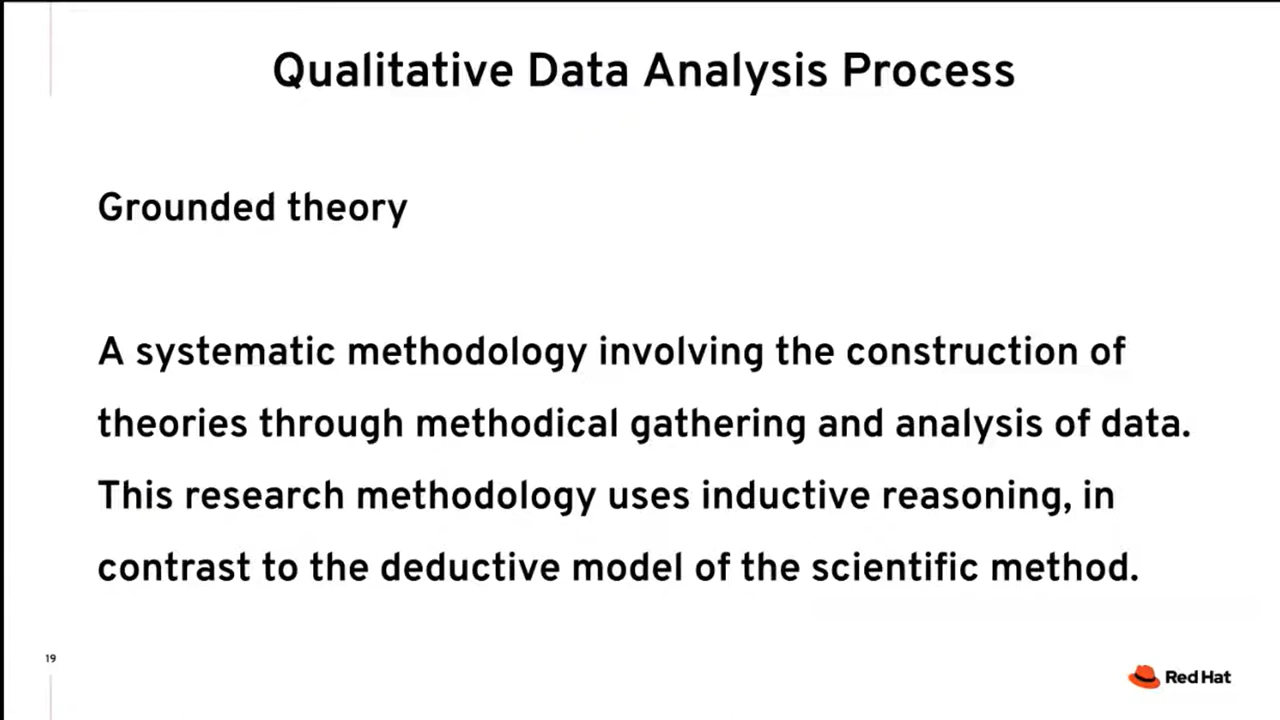 Qualitative Data Analysis Process
Grounded theory
A systematic methodology involving the construction of
theories through methodical gathering and analysis of data.
This research methodology uses inductive reasoning, in
contrast to the deductive model of the scientific method.
19
Red Hat